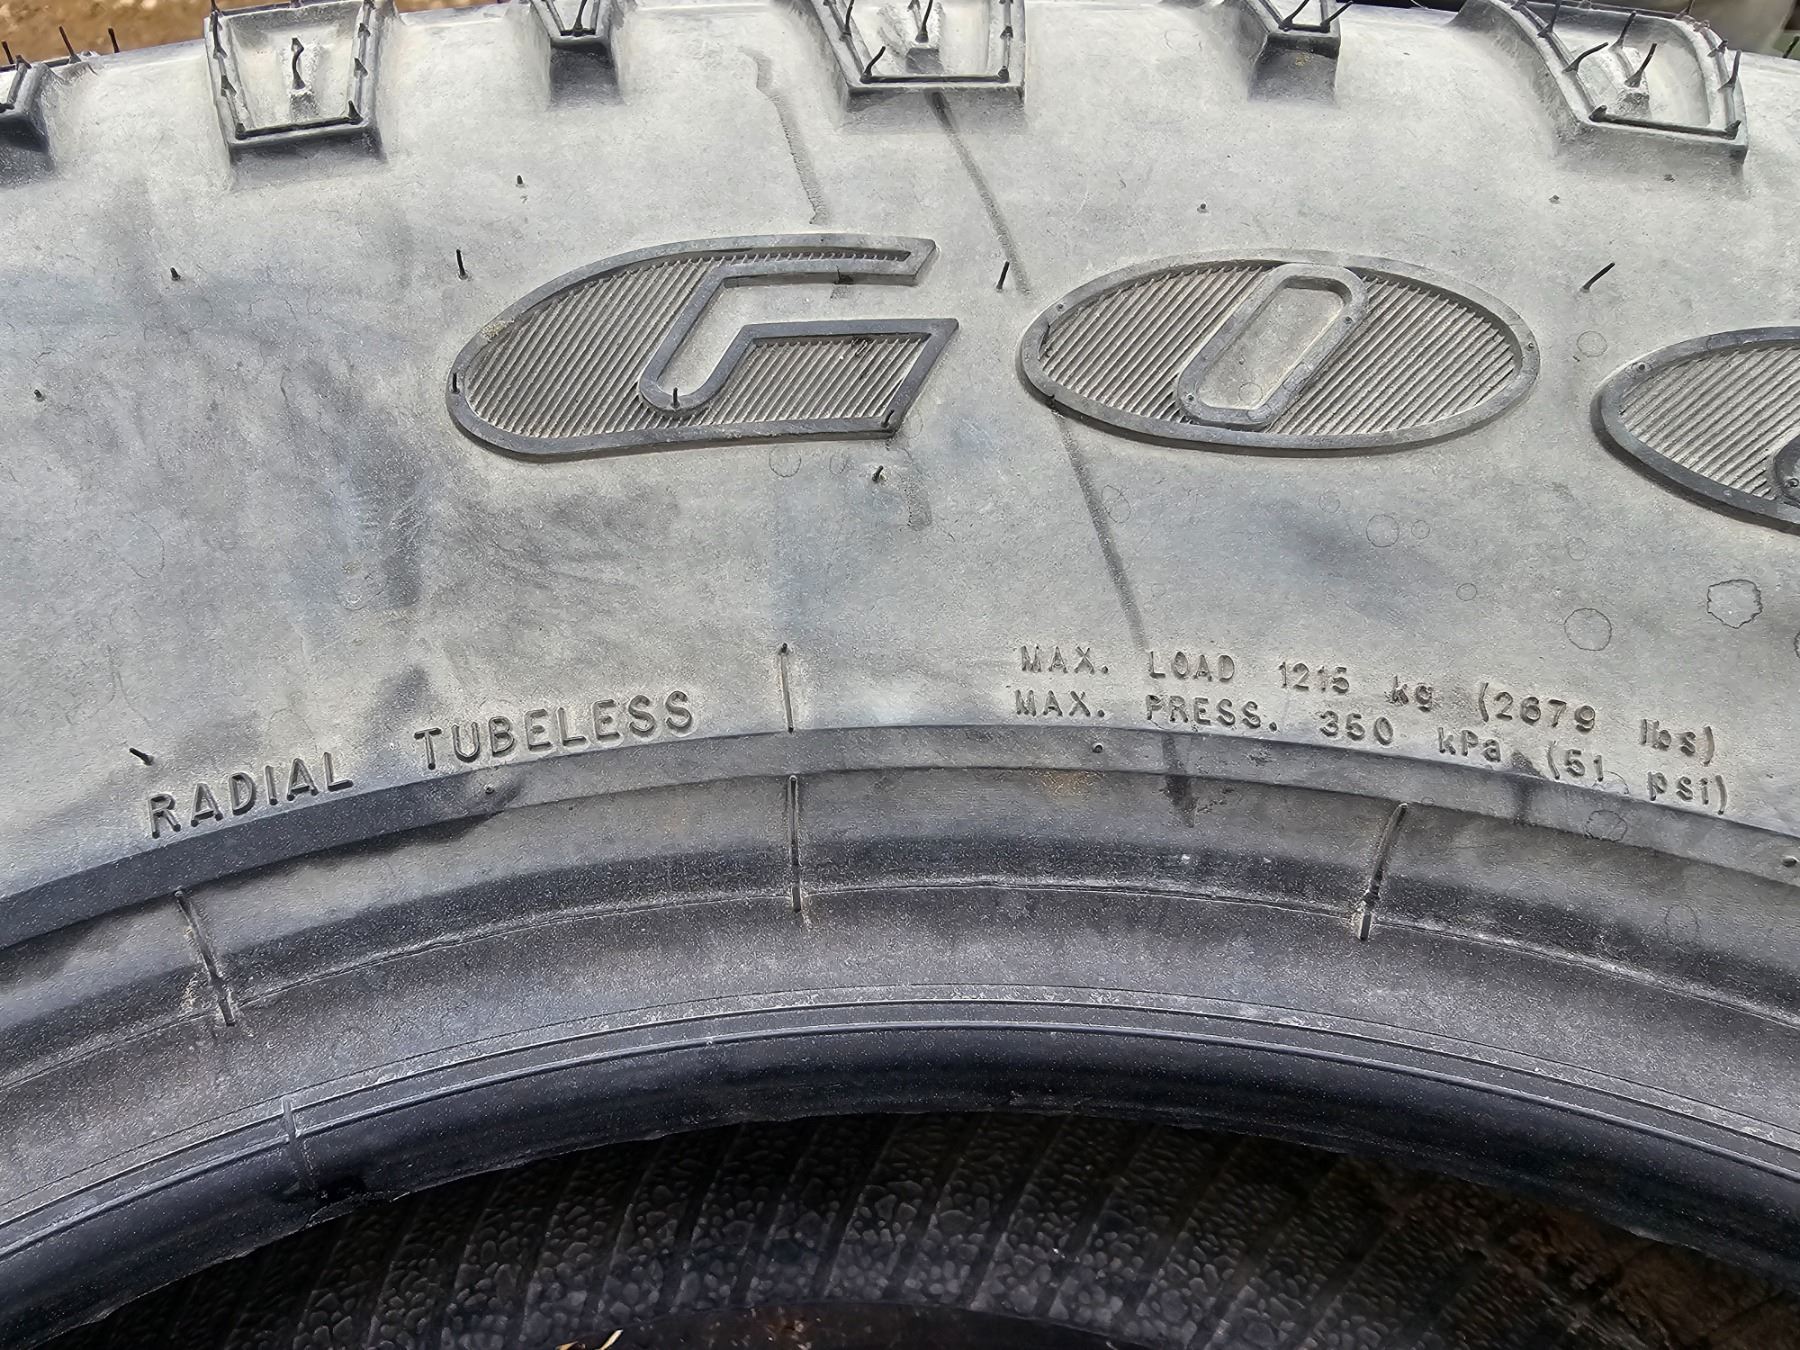 GO
RADIAL TUBELESS
MAX. LOAD 1215 kg (2679 lbs)
MAX. PRESS. 350 kPa (51 psi)